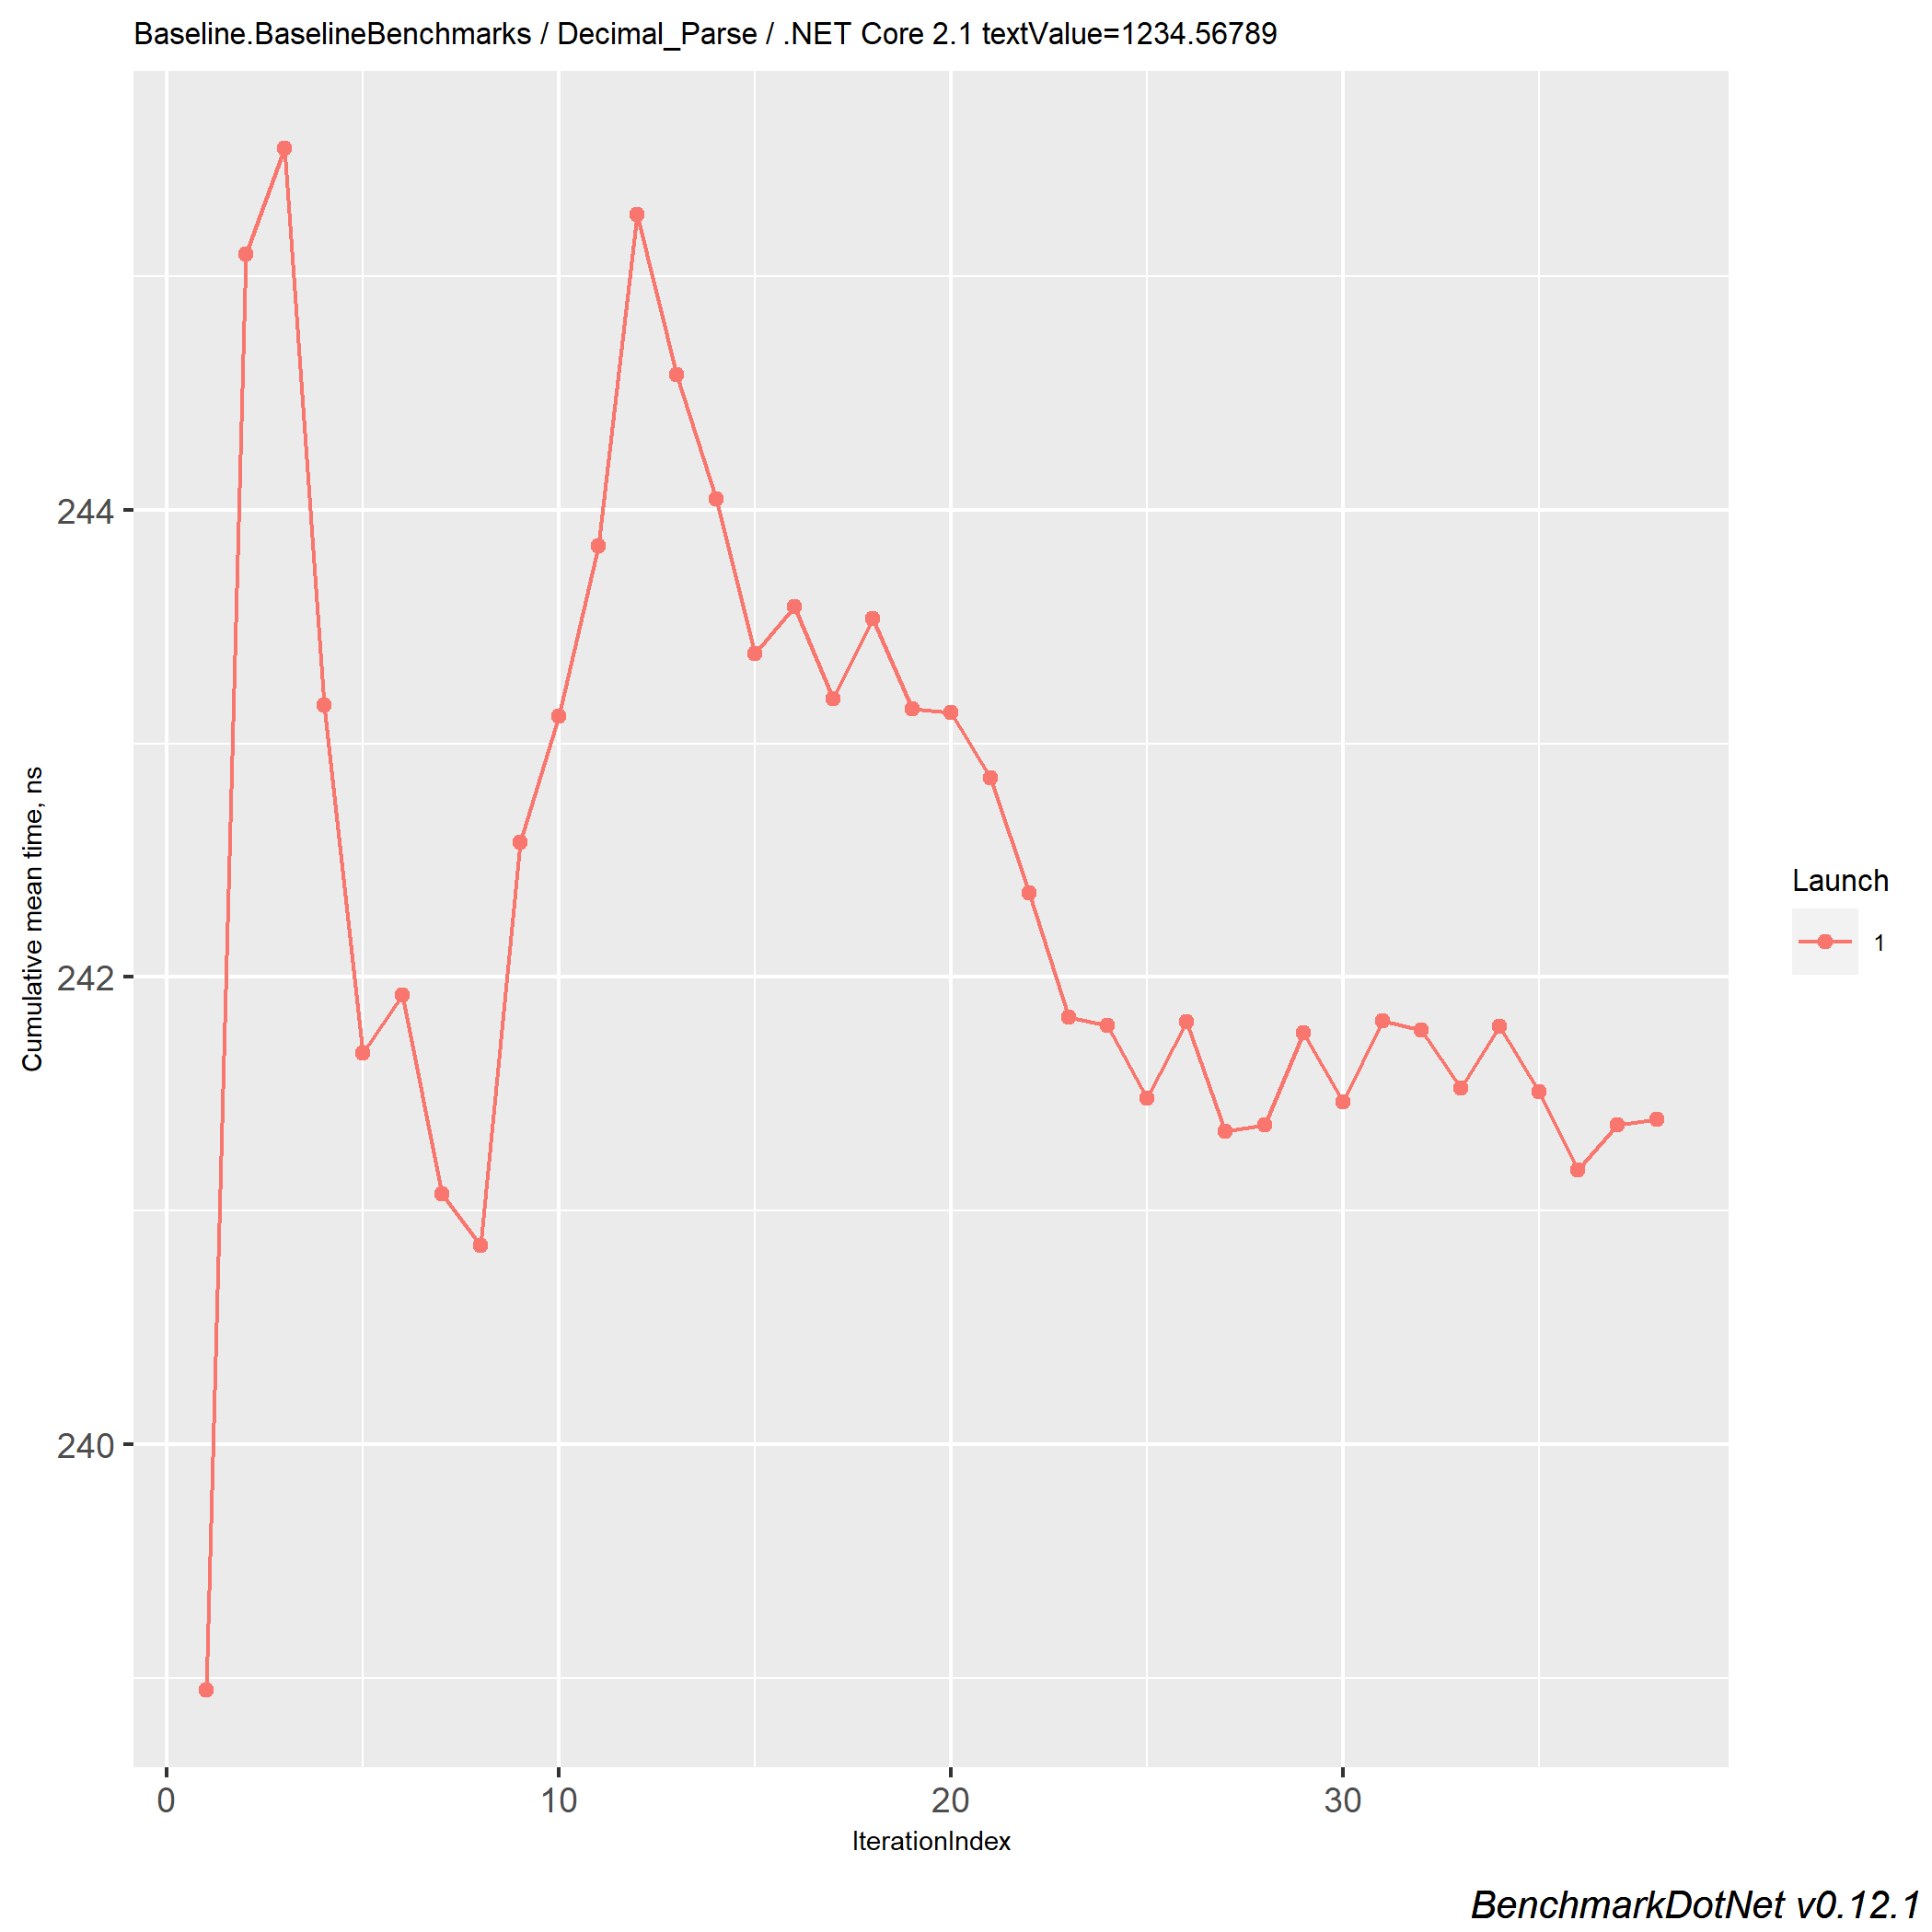 Baseline.BaselineBenchmarks / Decimal_Parse / .NET Core 2.1 textValue=1234.56789
244
242
240
Cumulative mean time, ns
0 10 20 30
IterationIndex
Launch
1
BenchmarkDotNet v0.12.1